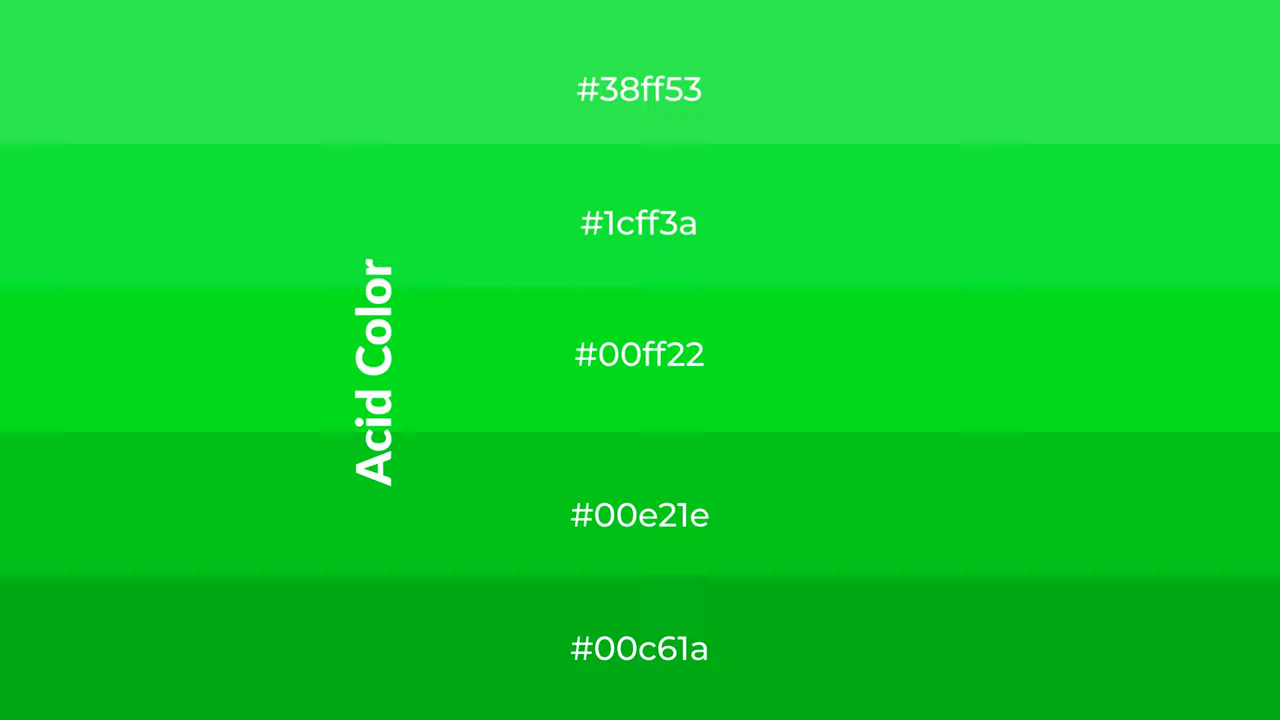 #38ff53
#1cff3a
Acid Color
#00ff22
#00e21e
#00c61a